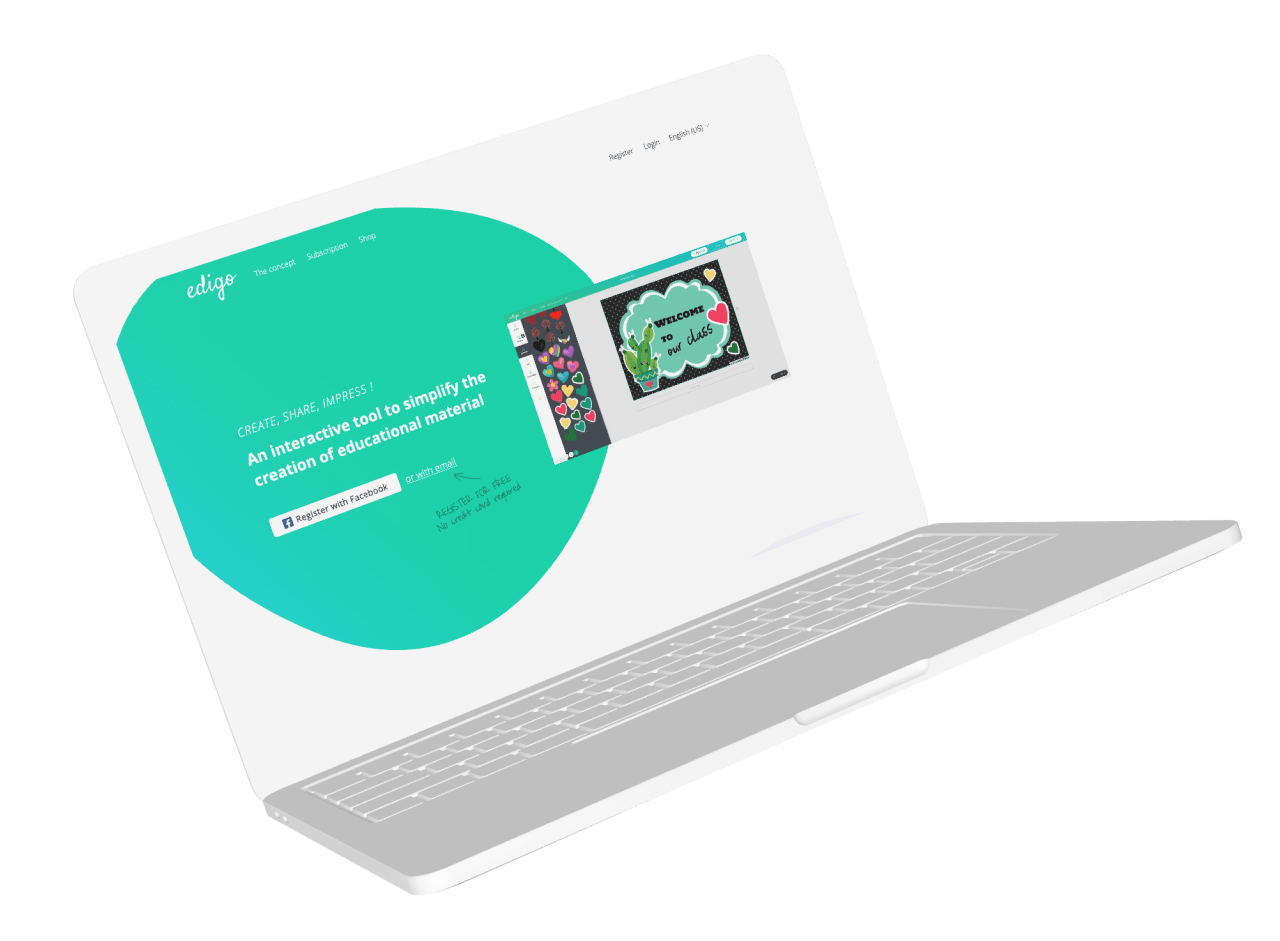 Register Login English (US)
edigo The concept Subscription Shop
CREATE, SHARE, IMPRESS !
An interactive tool to simplify the
creation of educational material
Register with Facebook or with email
REGISTER FOR FREE
No credit card required
WELCOME
TO
our class